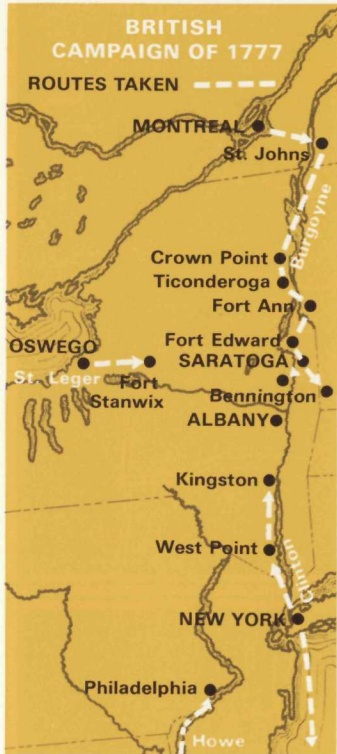 BRITISH
CAMPAIGN OF 1777
ROUTES TAKEN
MONTREAL
St. Johns
Burgoyne
Crown Point
Ticonderoga
Fort Ann
Fort Edward
OSWEGO
SARATOGA
St. Leger
Fort
Stanwix
Bennington
ALBANY
Kingston
West Point
Clinton
NEW YORK
Philadelphia
Howe